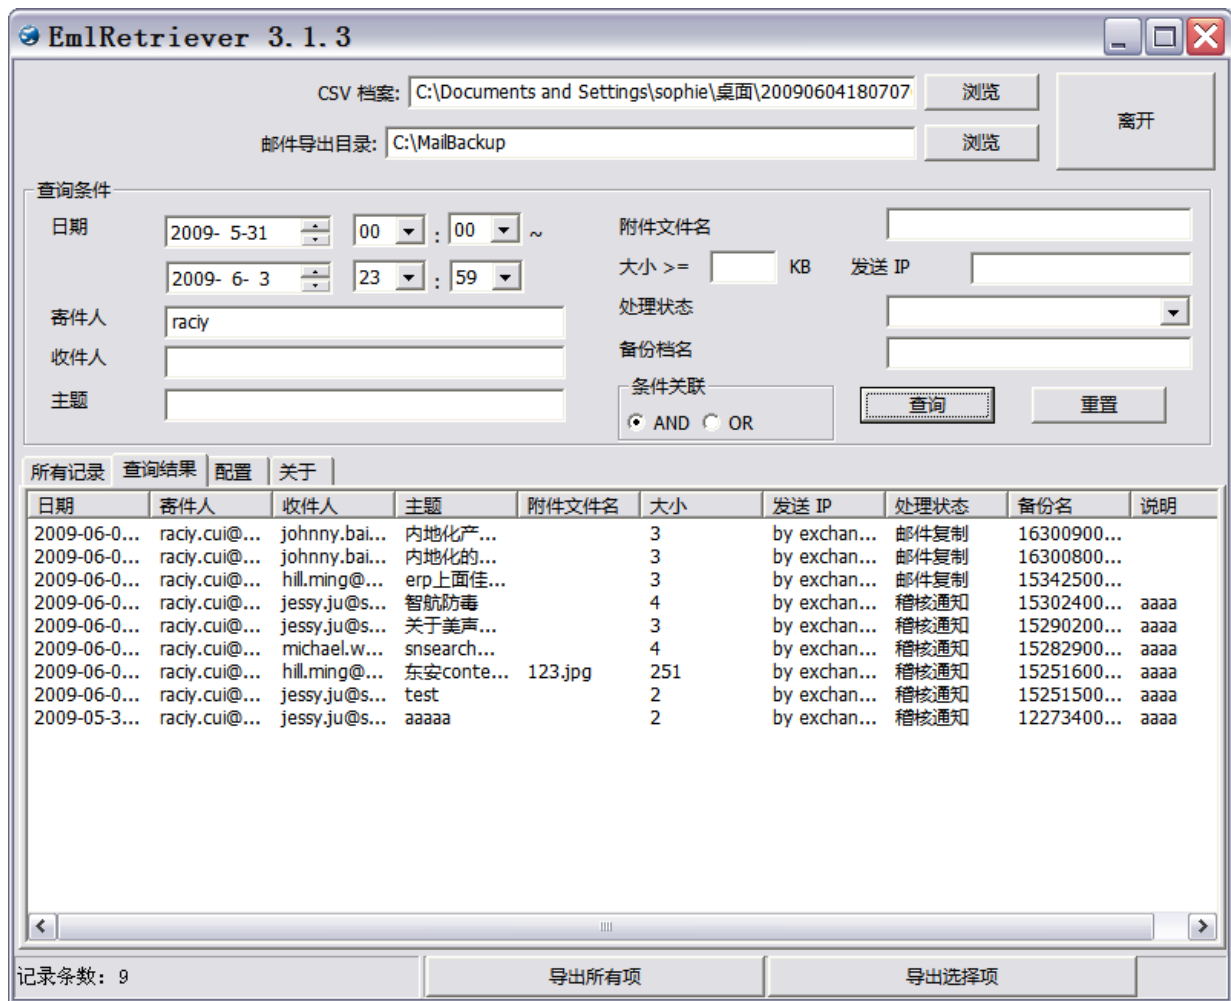 EmlRetriever 3.1.3
CSV 档案: C:\Documents and Settings\sophie\桌面\2009060418070 浏览
离开
邮件导出目录: C:\MailBackup 浏览
查询条件
日期 2009- 5-31 00 : 00 ~ 附件文件名
2009- 6- 3 23 : 59 大小 >= KB 发送 IP
处理状态
寄件人 raciy
收件人 备份档名
主题 条件关联
AND OR 查询 重置
所有记录 查询结果 配置 关于
日期 寄件人 收件人 主题 附件文件名 大小 发送 IP 处理状态 备份名 说明
2009-06-0... raciy.cui@... johnny.bai... 内地化产... 3 by exchan... 邮件复制 16300900...
2009-06-0... raciy.cui@... johnny.bai... 内地化的... 3 by exchan... 邮件复制 16300800...
2009-06-0... raciy.cui@... hill.ming@... erp上面佳... 3 by exchan... 邮件复制 15342500...
2009-06-0... raciy.cui@... jessy.ju@s... 智航防毒 4 by exchan... 稽核通知 15302400... aaaa
2009-06-0... raciy.cui@... jessy.ju@s... 关于美声... 3 by exchan... 稽核通知 15290200... aaaa
2009-06-0... raciy.cui@... michael.w... snsearch... 4 by exchan... 稽核通知 15282900... aaaa
2009-06-0... raciy.cui@... hill.ming@... 东安conte... 123.jpg 251 by exchan... 稽核通知 15251600... aaaa
2009-06-0... raciy.cui@... jessy.ju@s... test 2 by exchan... 稽核通知 15251500... aaaa
2009-05-3... raciy.cui@... jessy.ju@s... aaaaa 2 by exchan... 稽核通知 12273400... aaaa
记录条数: 9 导出所有项 导出选择项